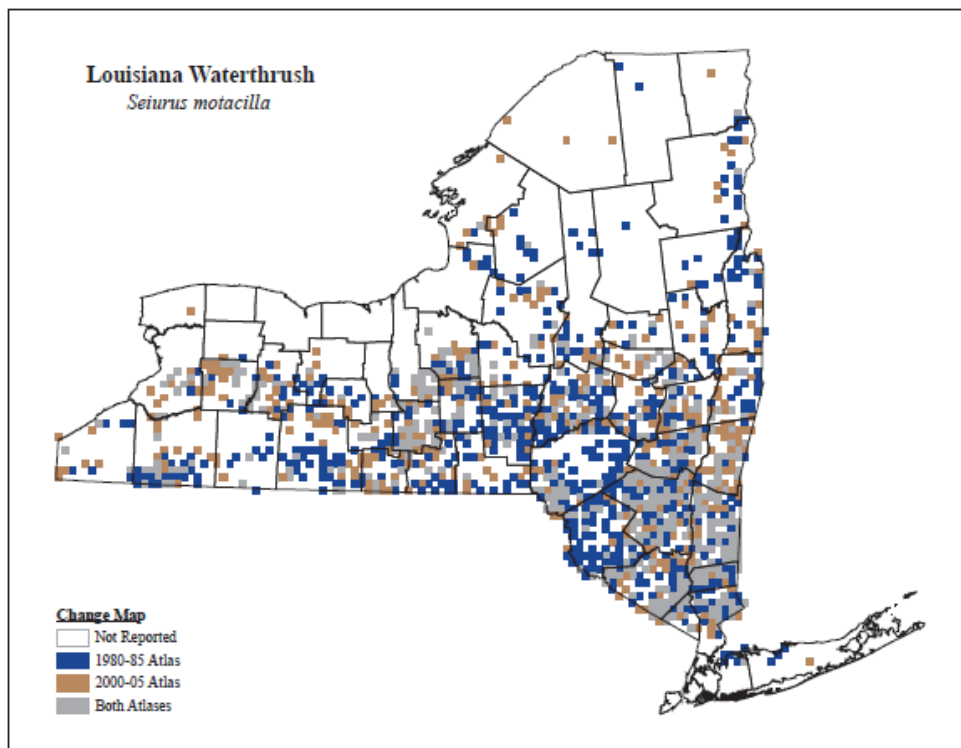 Louisiana Waterthrush
Seiurus motacilla
Change Map
Not Reported
1980-85 Atlas
2000-05 Atlas
Both Atlases